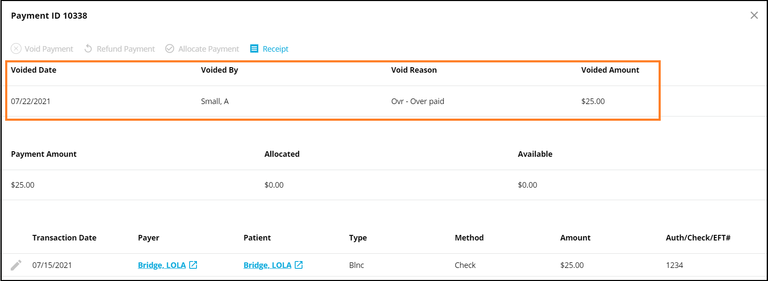 Payment ID 10338
Void Payment Refund Payment Allocate Payment Receipt
Voided Date Voided By Void Reason Voided Amount
07/22/2021 Small, A Ovr - Over paid $25.00
Payment Amount Allocated Available
$25.00 $0.00 $0.00
Transaction Date Payer Patient Type Method Amount Auth/Check/EFT#
07/15/2021 Bridge, LOLA Bridge, LOLA Blnc Check $25.00 1234